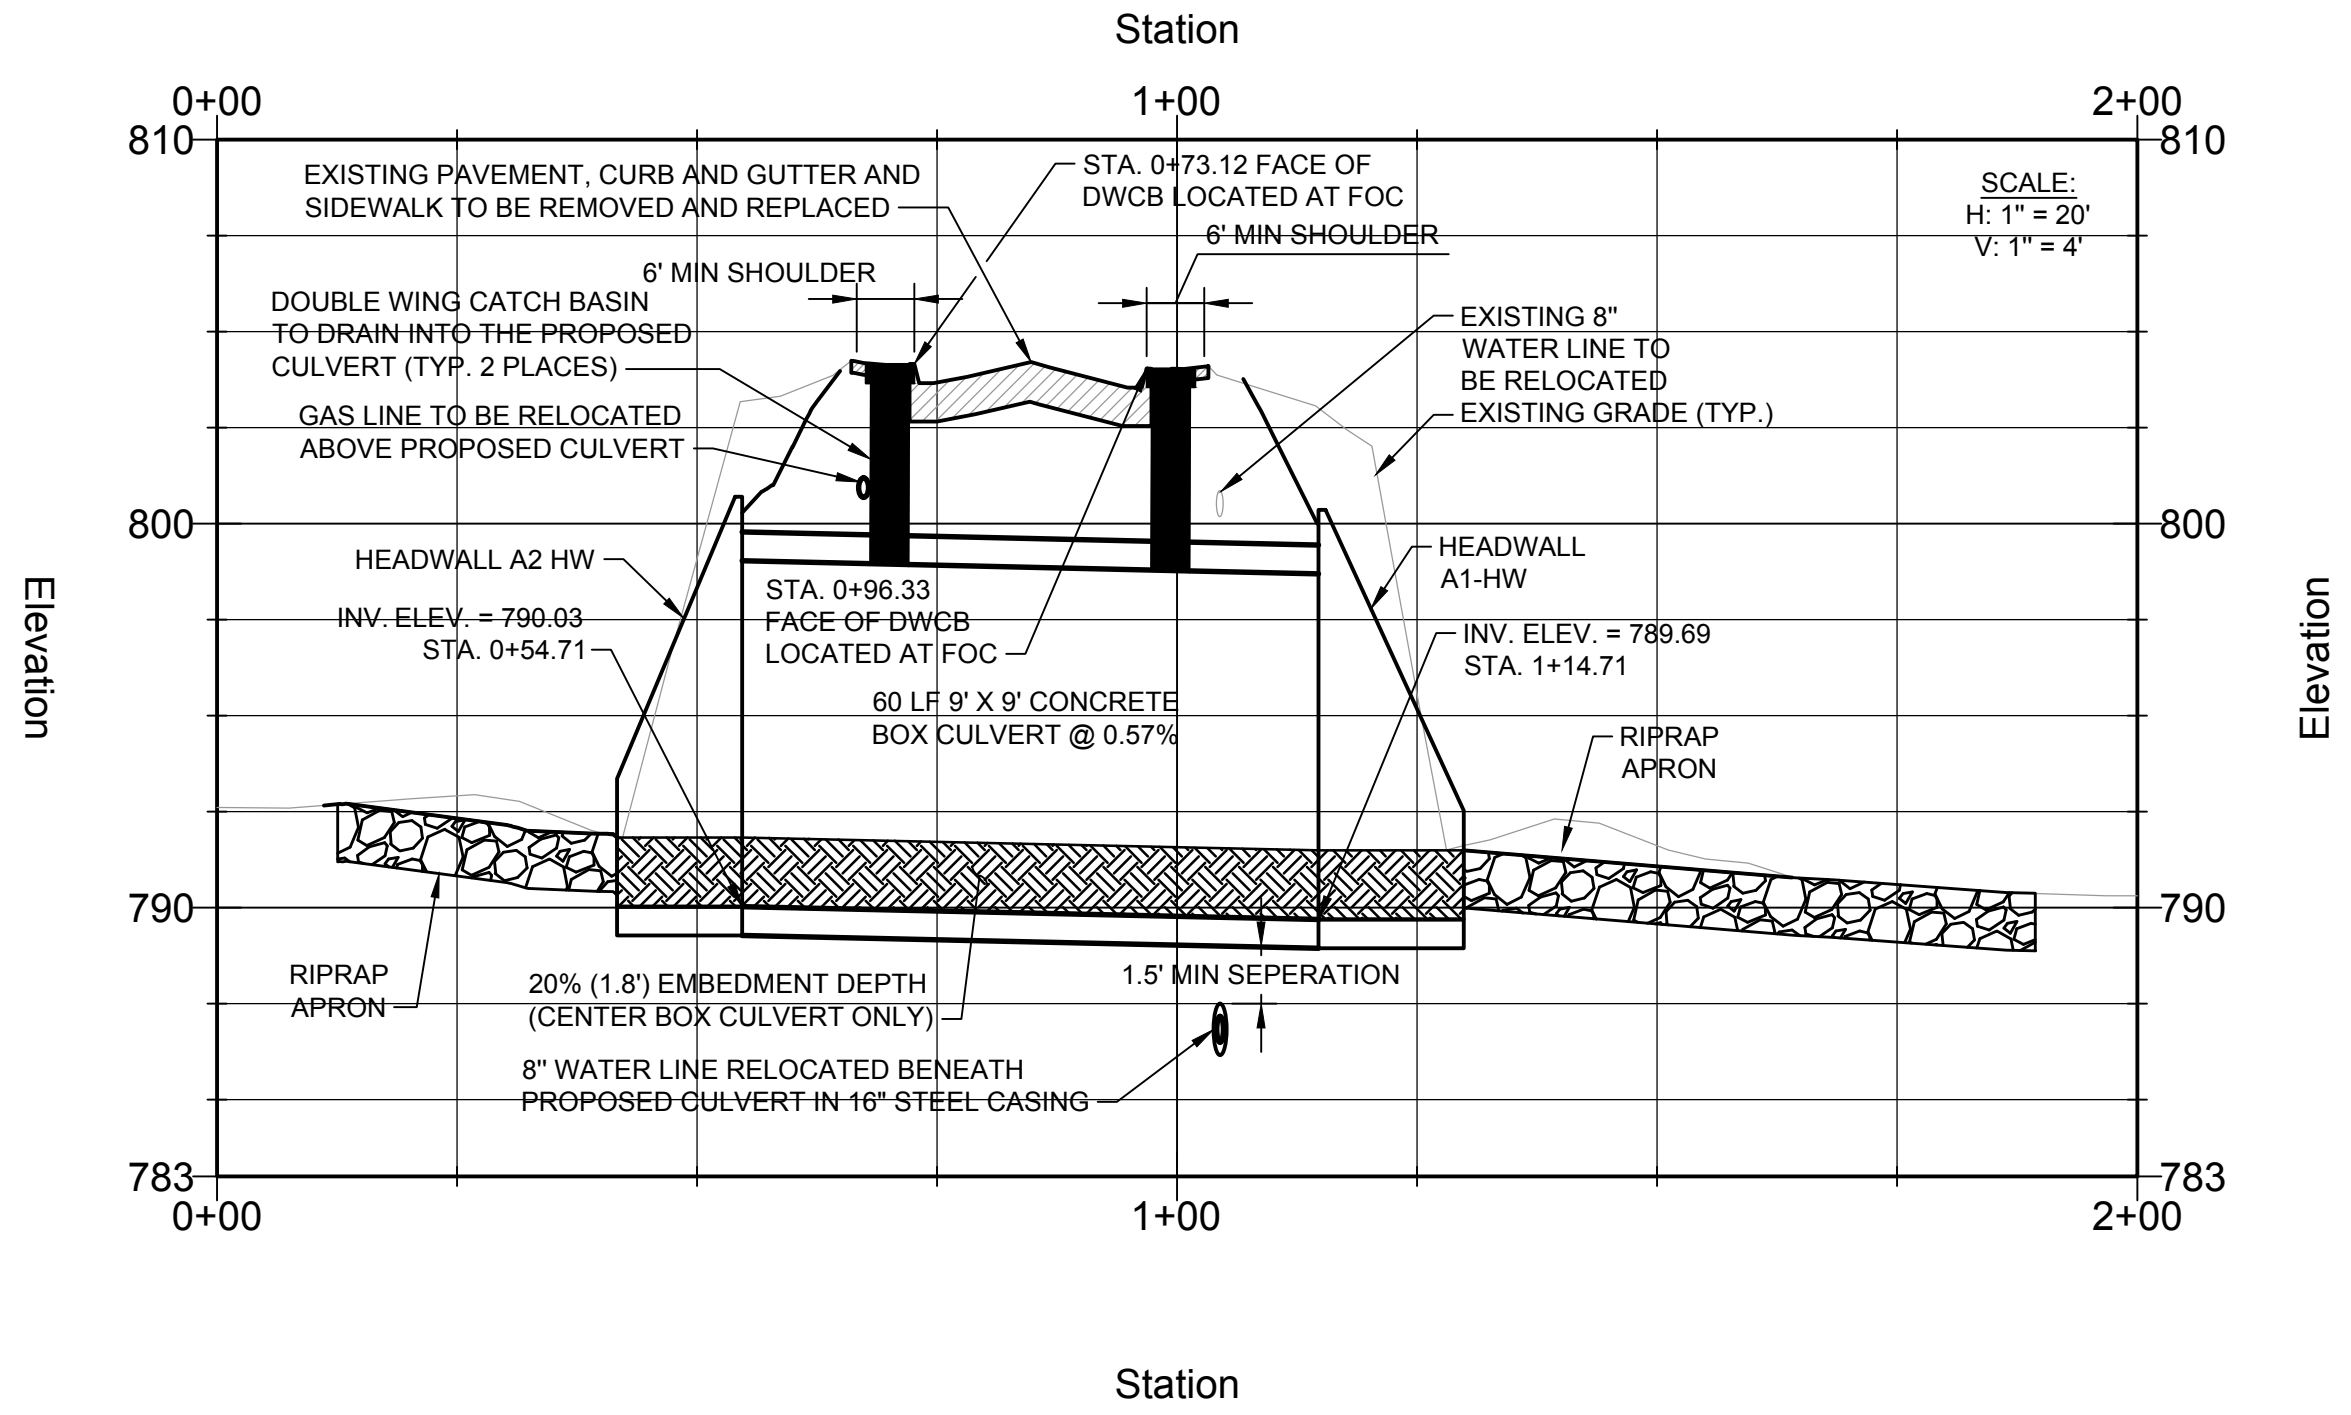 Station
0+00
1+00
2+00
810
810
EXISTING PAVEMENT, CURB AND GUTTER AND
SIDEWALK TO BE REMOVED AND REPLACED
STA. 0+73.12 FACE OF
DWCB LOCATED AT FOC
SCALE:
H: 1" = 20'
V: 1" = 4'
6' MIN SHOULDER
6' MIN SHOULDER
DOUBLE WING CATCH BASIN
TO DRAIN INTO THE PROPOSED
CULVERT (TYP. 2 PLACES)
EXISTING 8"
WATER LINE TO
BE RELOCATED
EXISTING GRADE (TYP.)
GAS LINE TO BE RELOCATED
ABOVE PROPOSED CULVERT
800
800
HEADWALL A2 HW
HEADWALL
A1-HW
STA. 0+96.33
FACE OF DWCB
LOCATED AT FOC
INV. ELEV. = 790.03
STA. 0+54.71
INV. ELEV. = 789.69
STA. 1+14.71
Elevation
Elevation
60 LF 9' X 9' CONCRETE
BOX CULVERT @ 0.57%
RIPRAP
APRON
790
790
RIPRAP
APRON
20% (1.8') EMBEDMENT DEPTH
(CENTER BOX CULVERT ONLY)
1.5' MIN SEPERATION
8" WATER LINE RELOCATED BENEATH
PROPOSED CULVERT IN 16" STEEL CASING
783
783
0+00
1+00
2+00
Station